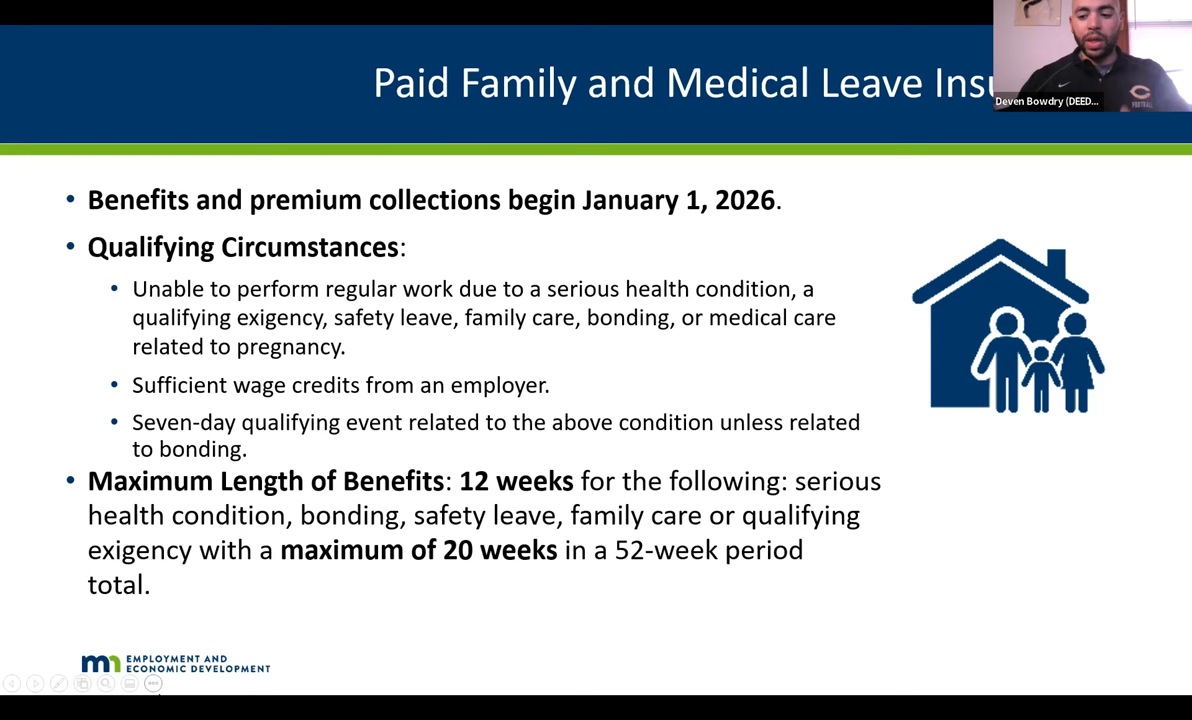 Paid Family and Medical Leave
Deven Bowdry (DEED...
FOOTBALL
• Benefits and premium collections begin January 1, 2026.
• Qualifying Circumstances:
• Unable to perform regular work due to a serious health condition, a
qualifying exigency, safety leave, family care, bonding, or medical care
related to pregnancy.
• Sufficient wage credits from an employer.
• Seven-day qualifying event related to the above condition unless related
to bonding.
• Maximum Length of Benefits: 12 weeks for the following: serious
health condition, bonding, safety leave, family care or qualifying
exigency with a maximum of 20 weeks in a 52-week period
total.
mn EMPLOYMENT AND
ECONOMIC DEVELOPMENT